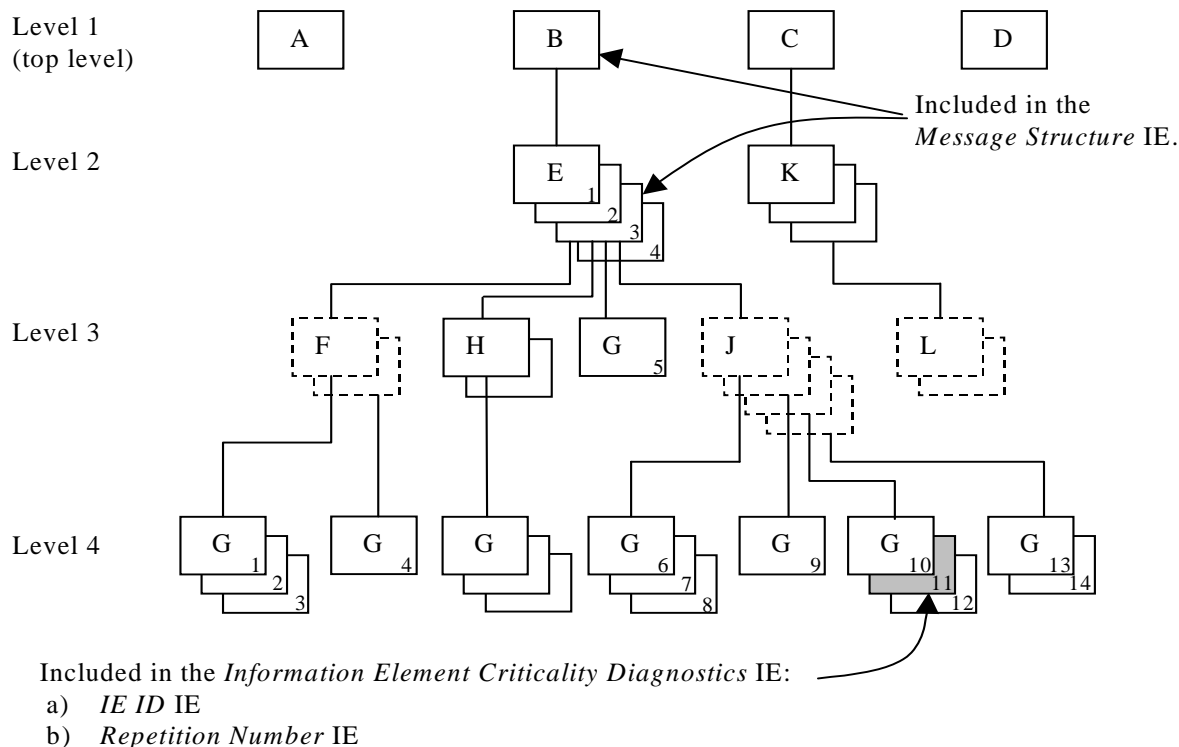 Level 1
(top level)
A
B
C
D
Included in the
Message Structure IE.
Level 2
E
1
2
3
4
K
Level 3
F
H
G
5
J
L
Level 4
G
1
2
3
G
4
G
G
6
7
8
G
9
G
10
11
12
G
13
14
Included in the Information Element Criticality Diagnostics IE:
a) IE ID IE
b) Repetition Number IE